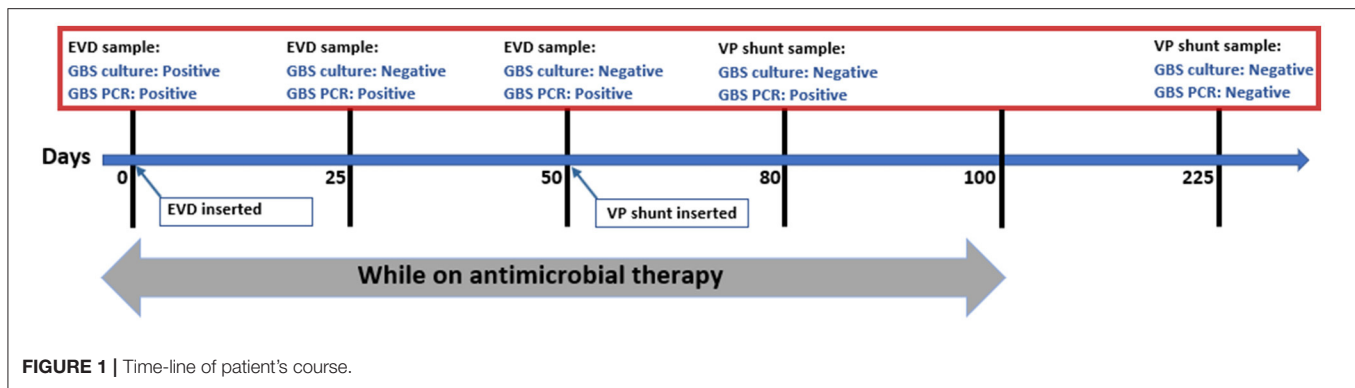 EVD sample:
GBS culture: Positive
GBS PCR: Positive
EVD sample:
GBS culture: Negative
GBS PCR: Positive
EVD sample:
GBS culture: Negative
GBS PCR: Positive
VP shunt sample:
GBS culture: Negative
GBS PCR: Positive
VP shunt sample:
GBS culture: Negative
GBS PCR: Negative
Days
0
25
50
80
100
225
EVD inserted
VP shunt inserted
While on antimicrobial therapy
FIGURE 1 | Time-line of patient's course.